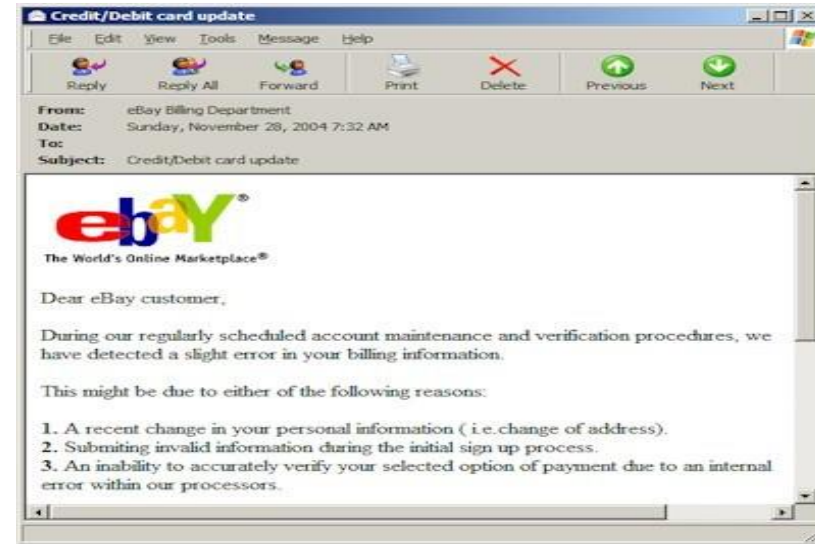 Credit/Debit card update
File Edit View Tools Message Help
Reply Reply All Forward Print Delete Previous Next
From: eBay Billing Department
Date: Sunday, November 28, 2004 7:32 AM
To:
Subject: Credit/Debit card update
ebaY®
The World's Online Marketplace®
Dear eBay customer,
During our regularly scheduled account maintenance and verification procedures, we
have detected a slight error in your billing information.
This might be due to either of the following reasons:
1. A recent change in your personal information ( i.e.change of address).
2. Submiting invalid information during the initial sign up process.
3. An inability to accurately verify your selected option of payment due to an internal
error within our processors.